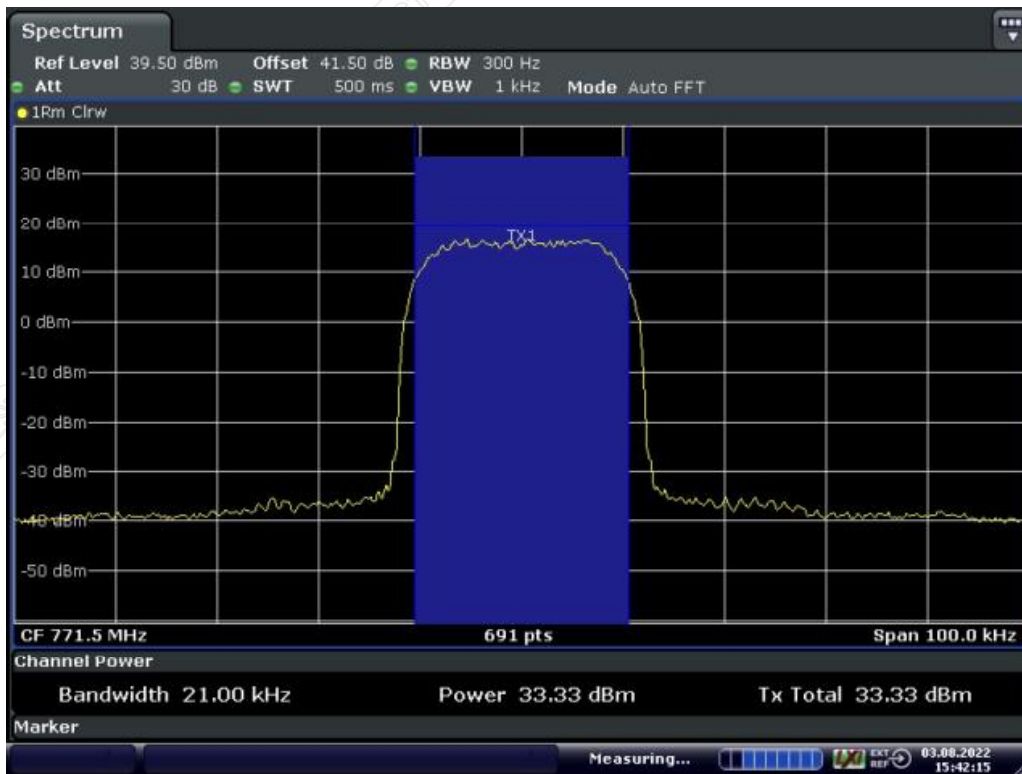 Spectrum
Ref Level 39.50 dBm Offset 41.50 dB RBW 300 Hz
Att 30 dB SWT 500 ms VBW 1 kHz Mode Auto FFT
1Rm Clrw
30 dBm
20 dBm
TX1
10 dBm
0 dBm
-10 dBm
-20 dBm
-30 dBm
-40 dBm
-50 dBm
CF 771.5 MHz 691 pts Span 100.0 kHz
Channel Power
Bandwidth 21.00 kHz Power 33.33 dBm Tx Total 33.33 dBm
Marker
Measuring... LXI EXT REF 03.08.2022
15:42:15